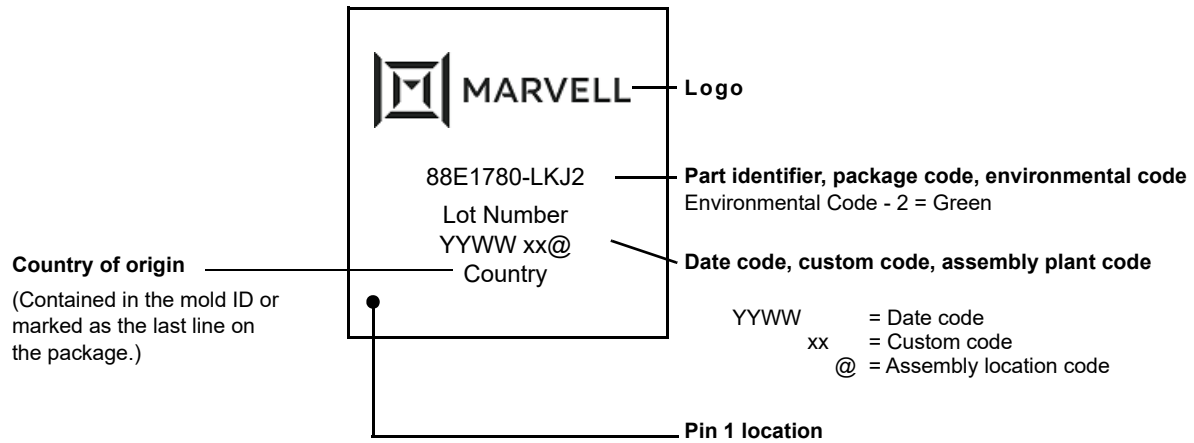 MARVELL
Logo
88E1780-LKJ2
Part identifier, package code, environmental code
Environmental Code - 2 = Green
Lot Number
YYWW xx@
Country
Date code, custom code, assembly plant code
YYWW = Date code
xx = Custom code
@ = Assembly location code
Country of origin
(Contained in the mold ID or
marked as the last line on
the package.)
Pin 1 location